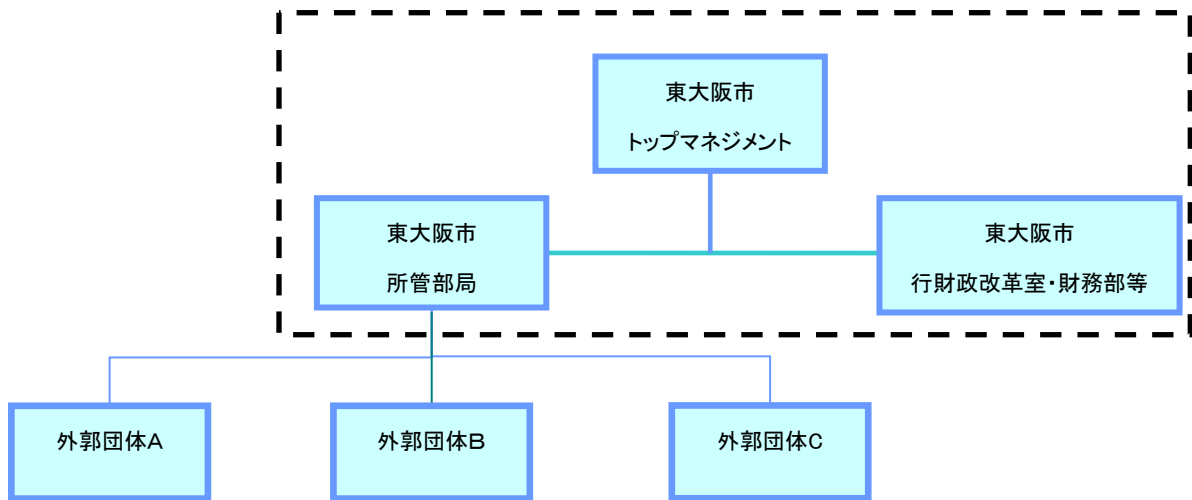 東大阪市
トップマネジメント
東大阪市
所管部局
東大阪市
行財政改革室・財務部等
外郭団体A
外郭団体B
外郭団体C